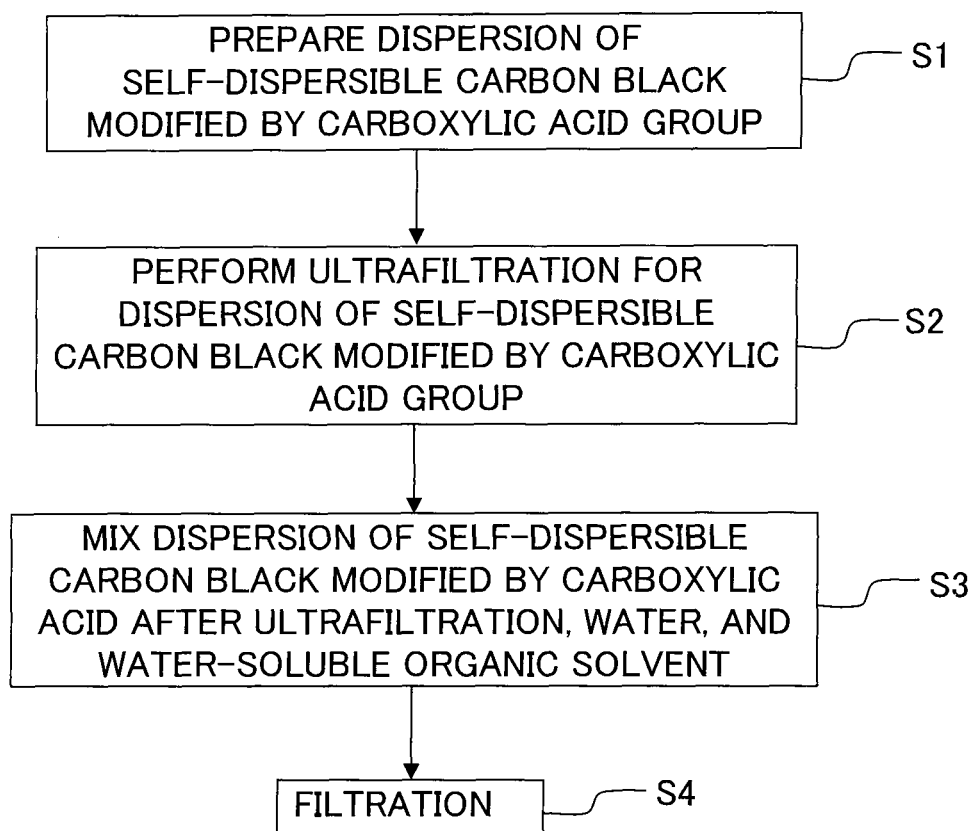 PREPARE DISPERSION OF
SELF-DISPERSIBLE CARBON BLACK
MODIFIED BY CARBOXYLIC ACID GROUP
S1
PERFORM ULTRAFILTRATION FOR
DISPERSION OF SELF-DISPERSIBLE
CARBON BLACK MODIFIED BY CARBOXYLIC
ACID GROUP
S2
MIX DISPERSION OF SELF-DISPERSIBLE
CARBON BLACK MODIFIED BY CARBOXYLIC
ACID AFTER ULTRAFILTRATION, WATER, AND
WATER-SOLUBLE ORGANIC SOLVENT
S3
FILTRATION
S4